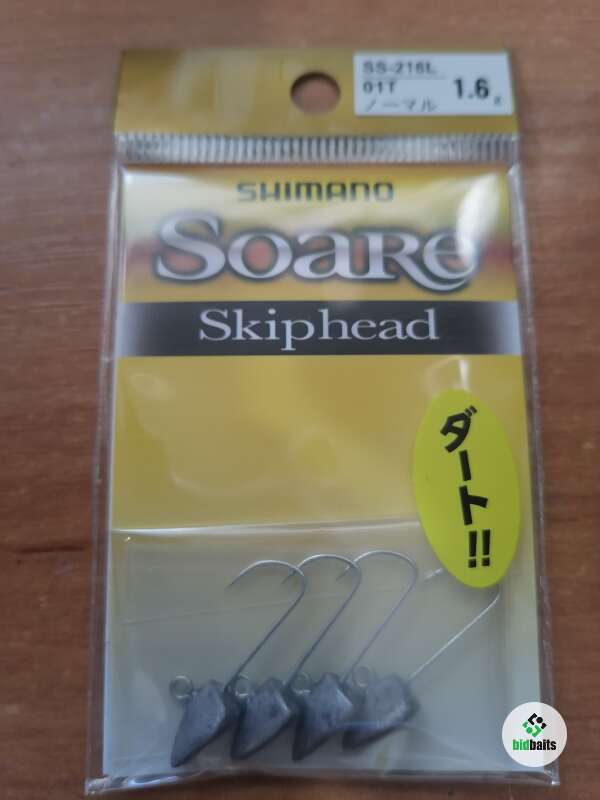 SS-216L
01T
ノーマル
1.6g
SHIMANO
Soare
Skiphead
ダート!!
bidbaits